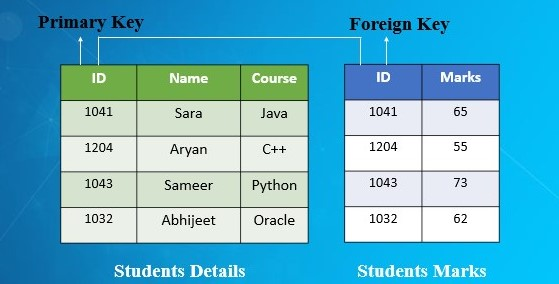 Primary Key Foreign Key
ID Name Course ID Marks
1041 Sara Java 1041 65
1204 Aryan C++ 1204 55
1043 Sameer Python 1043 73
1032 Abhijeet Oracle 1032 62
Students Details Students Marks